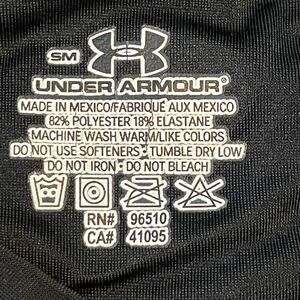 SM
UNDER ARMOUR®
MADE IN MEXICO/FABRIQUÉ AUX MEXICO
82% POLYESTER 18% ELASTANE
MACHINE WASH WARM/LIKE COLORS
DO NOT USE SOFTENERS · TUMBLE DRY LOW
DO NOT IRON · DO NOT BLEACH
RN# 96510
CA# 41095